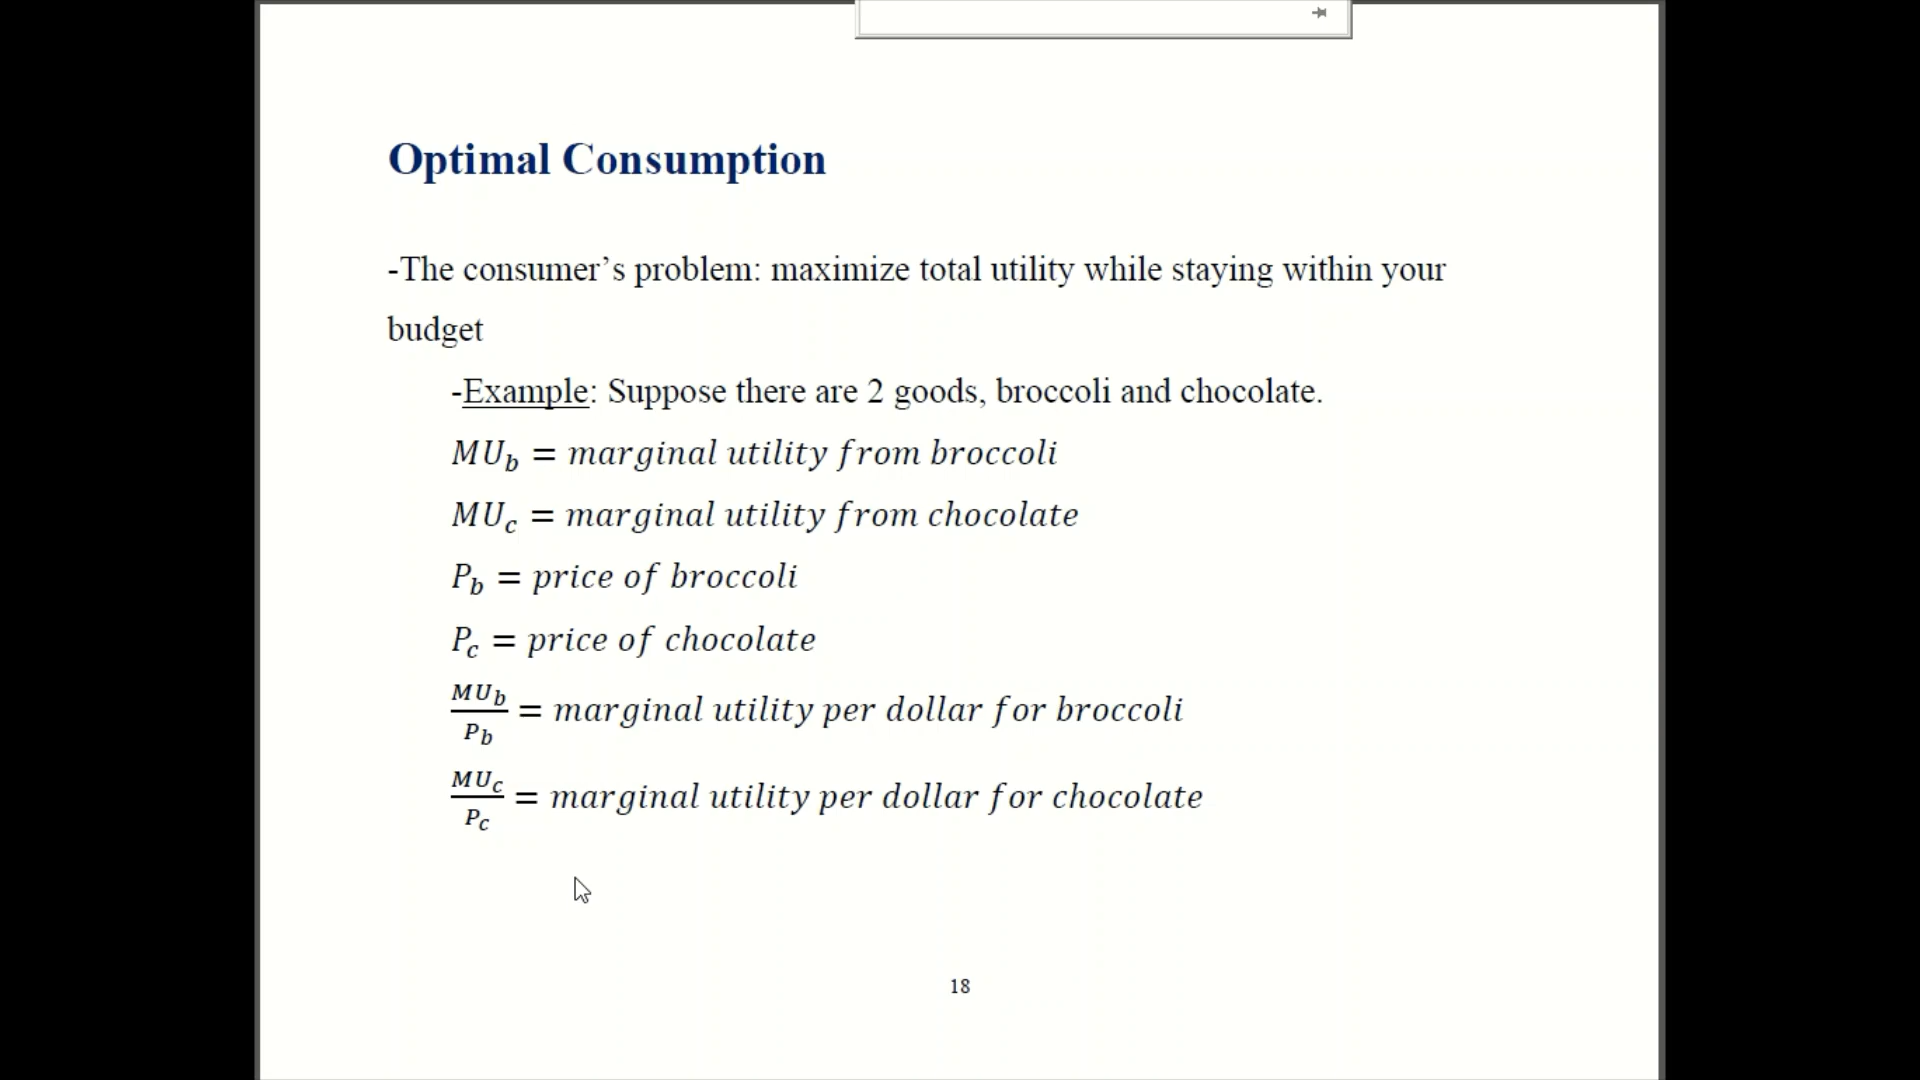 Optimal Consumption
-The consumer’s problem: maximize total utility while staying within your
budget
-Example: Suppose there are 2 goods, broccoli and chocolate.
MU_b = marginal utility from broccoli
MU_c = marginal utility from chocolate
P_b = price of broccoli
P_c = price of chocolate
MU_b/P_b = marginal utility per dollar for broccoli
MU_c/P_c = marginal utility per dollar for chocolate
18